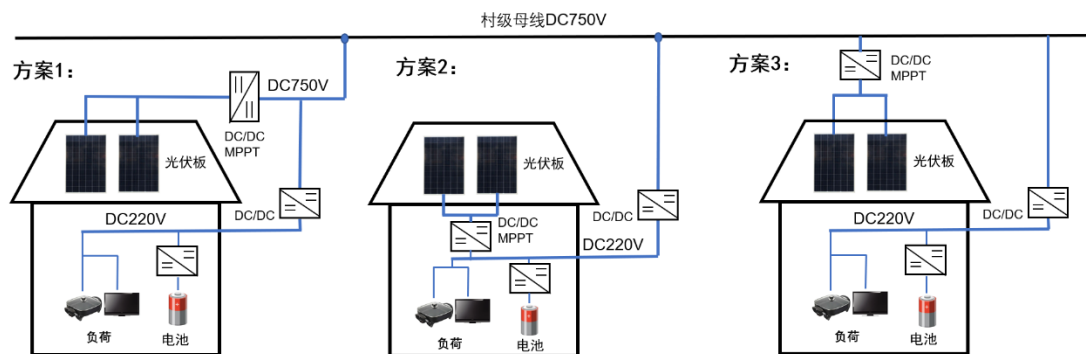 村级母线DC750V
方案1：
DC750V
DC/DC
MPPT
光伏板
DC/DC
DC220V
负荷
电池
方案2：
光伏板
DC/DC
MPPT
DC/DC
DC220V
负荷
电池
方案3：
DC/DC
MPPT
光伏板
DC/DC
DC220V
负荷
电池